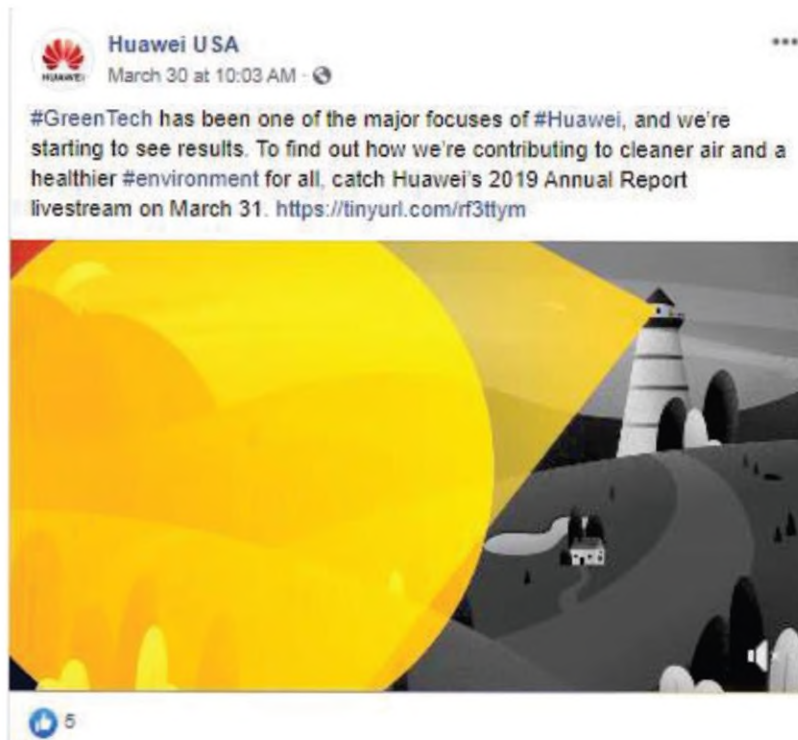 Huawei USA
HUAWEI
March 30 at 10:03 AM ·
#GreenTech has been one of the major focuses of #Huawei, and we're
starting to see results. To find out how we're contributing to cleaner air and a
healthier #environment for all, catch Huawei's 2019 Annual Report
livestream on March 31. https://tinyurl.com/rf3ttym
5